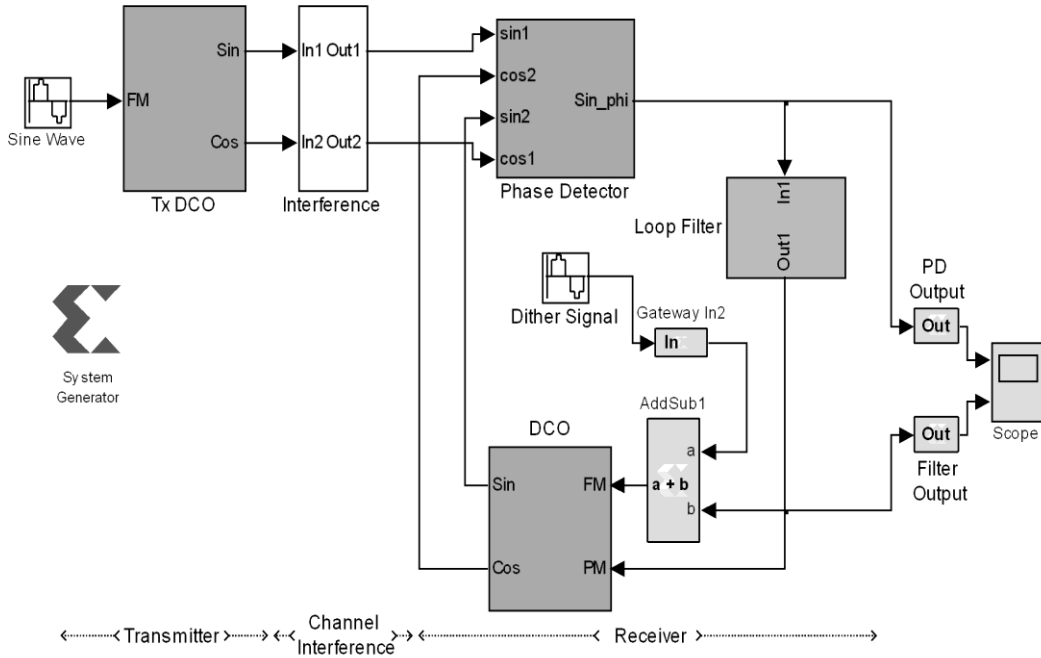 Sin
FM
Cos
Sine Wave
Tx DCO
In1 Out1
In2 Out2
Interference
sin1
cos2
sin2
cos1
Sin_phi
Phase Detector
In1
Out1
Loop Filter
PD
Output
Out
Dither Signal
Gateway In2
In
System
Generator
AddSub1
a
a + b
b
DCO
Sin
FM
Cos
PM
Out
Filter
Output
Scope
Transmitter
Channel
Interference
Receiver